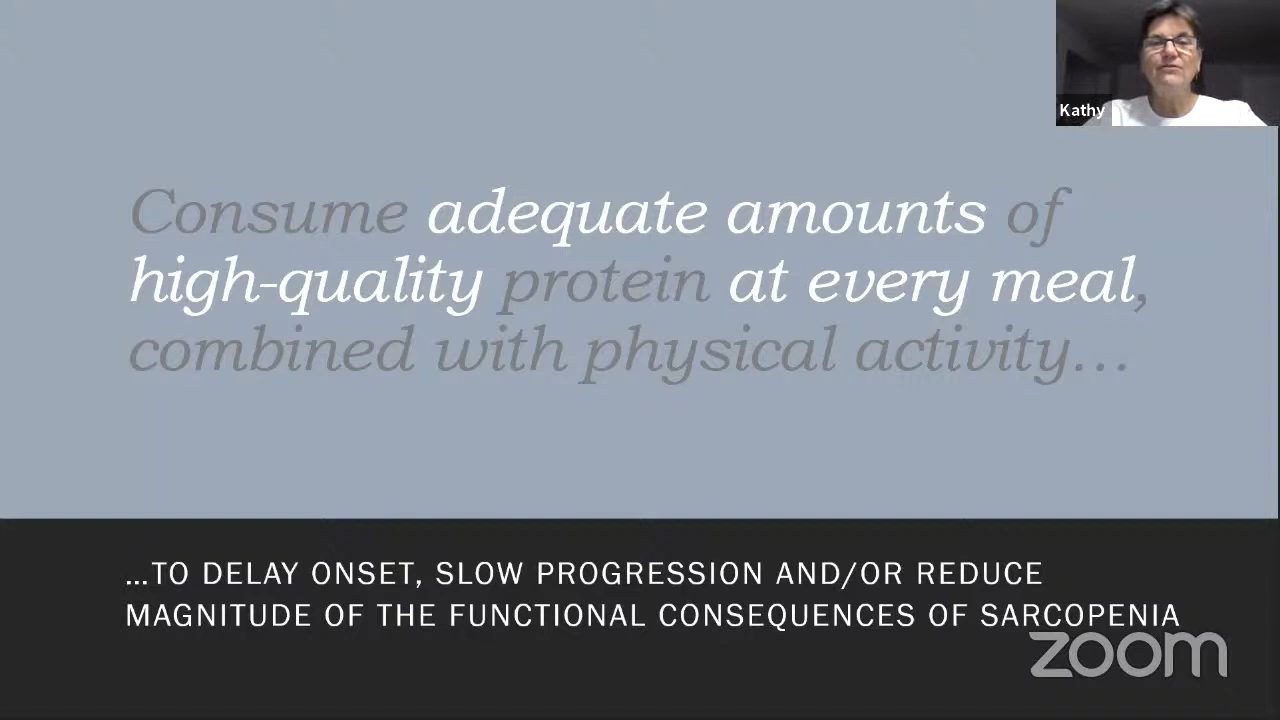 Kathy
Consume adequate amounts of
high-quality protein at every meal,
combined with physical activity...
...TO DELAY ONSET, SLOW PROGRESSION AND/OR REDUCE
MAGNITUDE OF THE FUNCTIONAL CONSEQUENCES OF SARCOPENIA
zoom